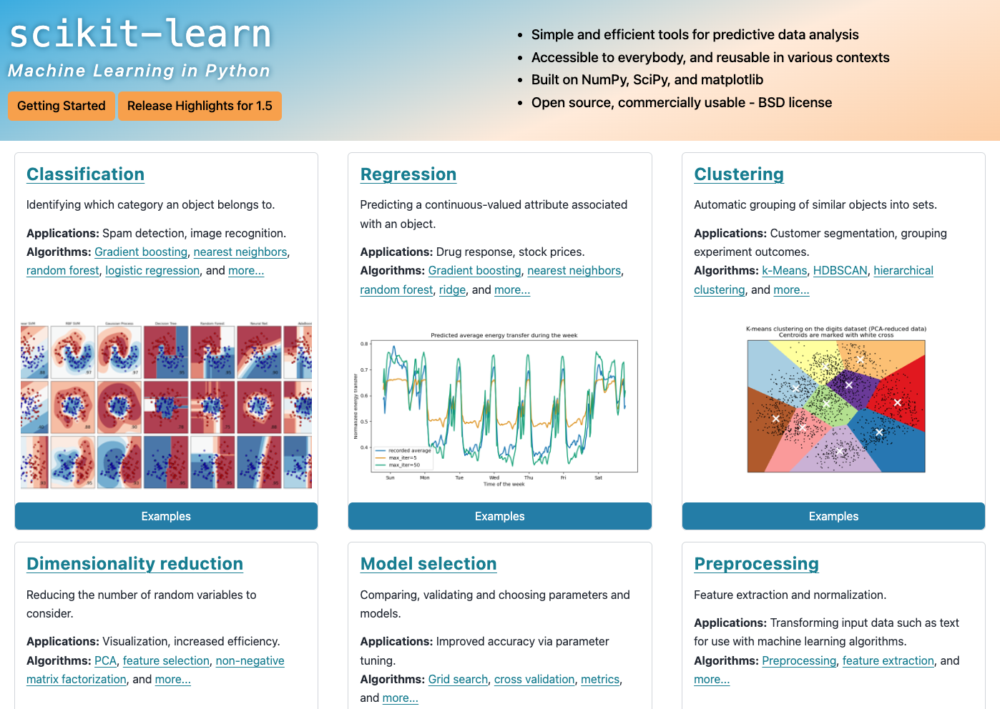 scikit-learn
Machine Learning in Python
Getting Started
Release Highlights for 1.5
Simple and efficient tools for predictive data analysis
Accessible to everybody, and reusable in various contexts
Built on NumPy, SciPy, and matplotlib
Open source, commercially usable - BSD license
Classification
Identifying which category an object belongs to.
Applications: Spam detection, image recognition.
Algorithms: Gradient boosting, nearest neighbors,
random forest, logistic regression, and more...
RBF SVM
Gaussian Process
Decision Tree
Random Forest
Neural Net
Examples
Regression
Predicting a continuous-valued attribute associated
with an object.
Applications: Drug response, stock prices.
Algorithms: Gradient boosting, nearest neighbors,
random forest, ridge, and more...
Predicted average energy transfer during the week
Normalized energy transfer
0.8
0.7
0.6
0.5
0.4
recorded average
max_iter=5
max_iter=50
Sun Mon Tue Wed Thu Fri Sat
Time of the week
Examples
Clustering
Automatic grouping of similar objects into sets.
Applications: Customer segmentation, grouping
experiment outcomes.
Algorithms: k-Means, HDBSCAN, hierarchical
clustering, and more...
K-means clustering on the digits dataset (PCA-reduced data)
Centroids are marked with white cross
Examples
Dimensionality reduction
Reducing the number of random variables to
consider.
Applications: Visualization, increased efficiency.
Algorithms: PCA, feature selection, non-negative
matrix factorization, and more...
Model selection
Comparing, validating and choosing parameters and
models.
Applications: Improved accuracy via parameter
tuning.
Algorithms: Grid search, cross validation, metrics,
and more...
Preprocessing
Feature extraction and normalization.
Applications: Transforming input data such as text
for use with machine learning algorithms.
Algorithms: Preprocessing, feature extraction, and
more...